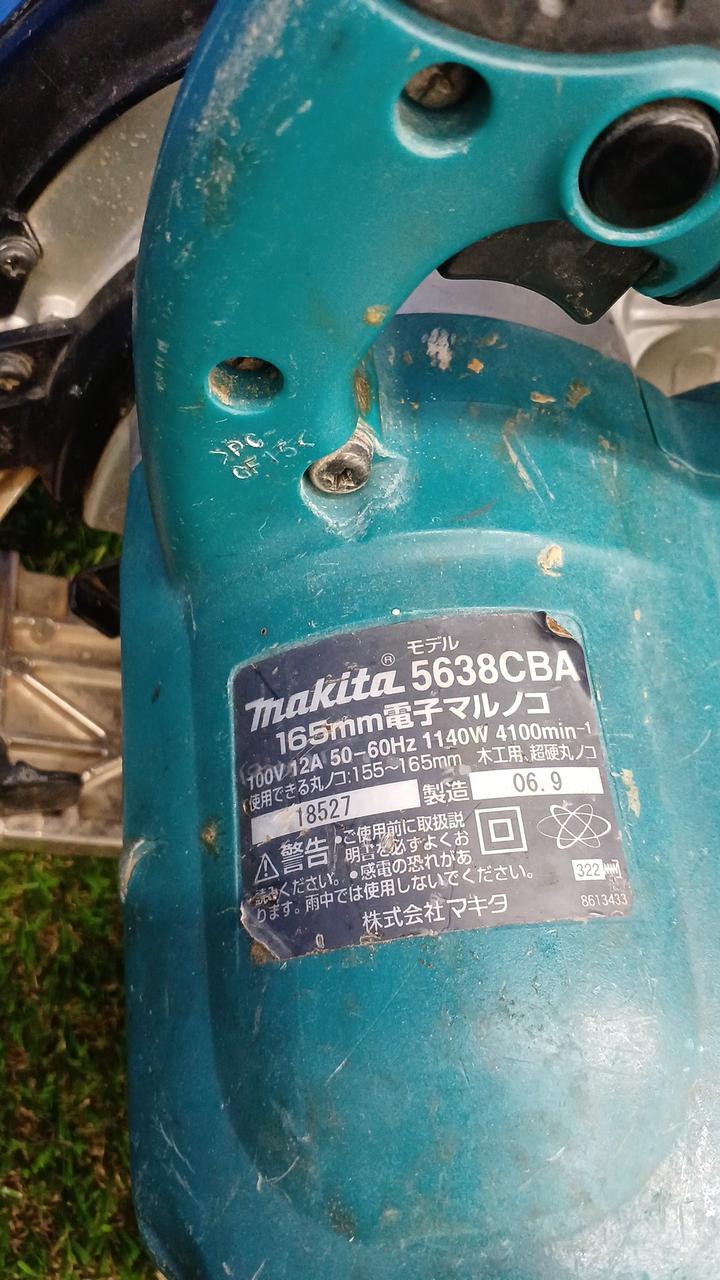 >PC
GF15<
モデル
makita® 5638CBA
165mm電子マルノコ
100V 12A 50-60Hz 1140W 4100min⁻¹
使用できる丸ノコ:155〜165mm 木工用、超硬丸ノコ
18527 製造 06.9
警告 •ご使用前に取扱説
明書を必ずよくお
読みください。•感電の恐れがあ
ります。雨中では使用しないでください。
322
株式会社マキタ
8613433